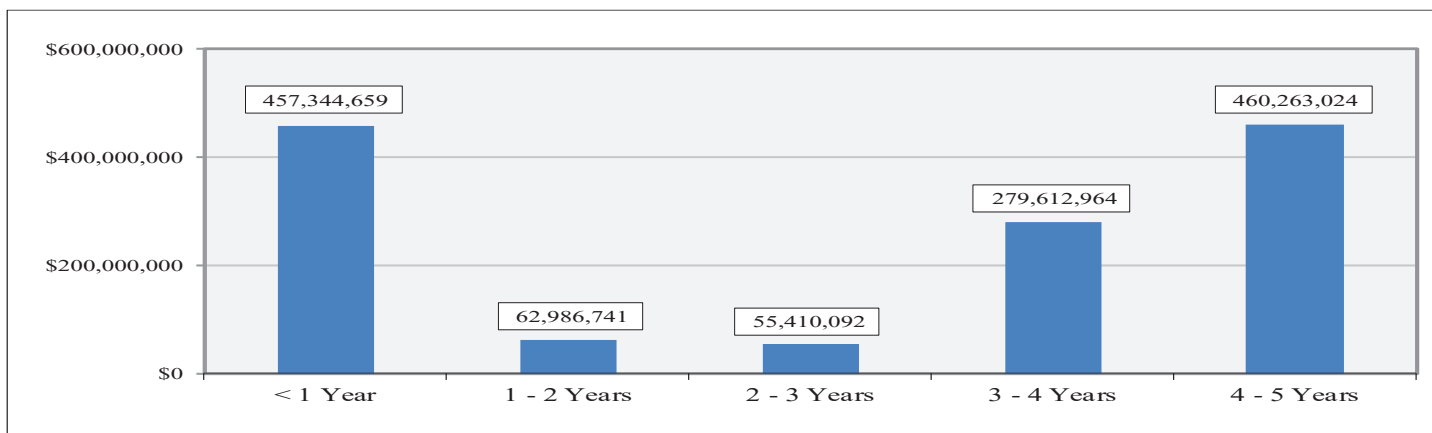 $600,000,000
457,344,659
460,263,024
$400,000,000
279,612,964
$200,000,000
62,986,741
55,410,092
$0
< 1 Year
1 - 2 Years
2 - 3 Years
3 - 4 Years
4 - 5 Years